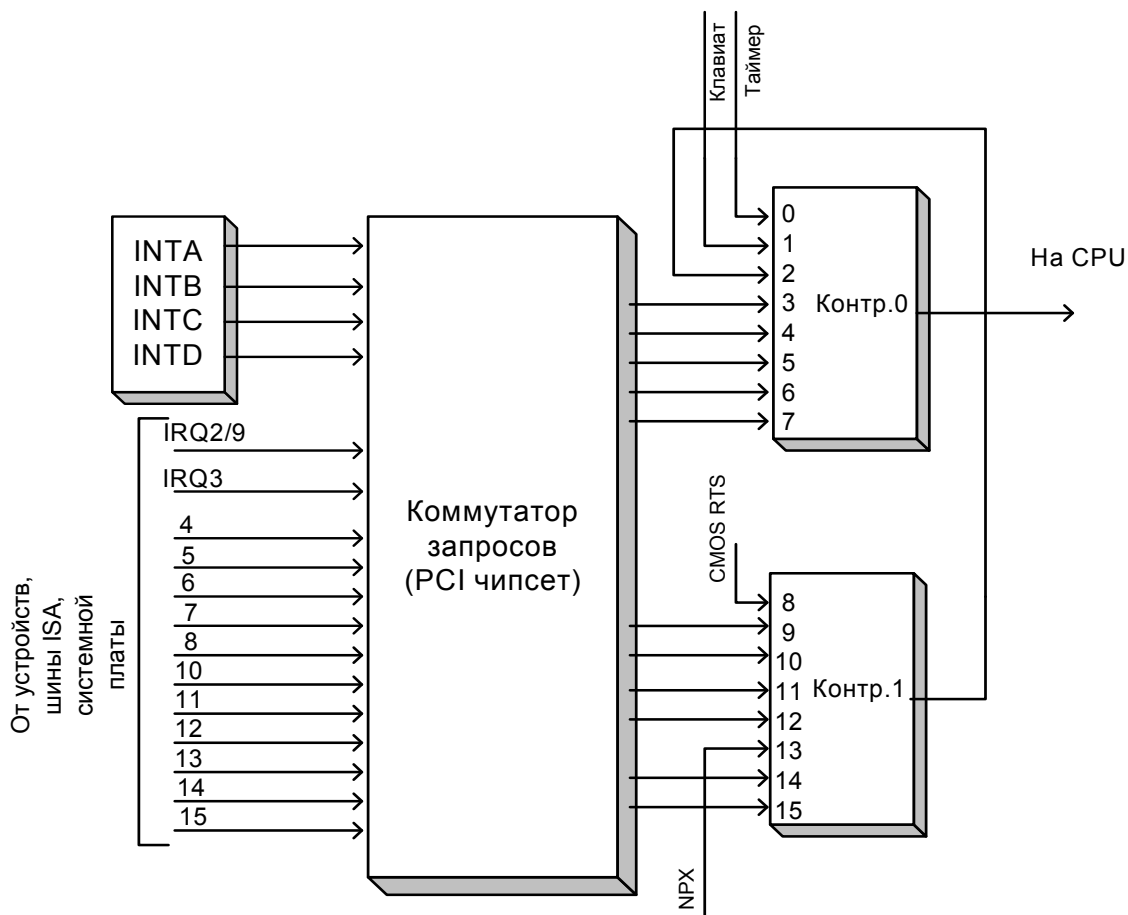 Клавиат
Таймер
INTA
INTB
INTC
INTD
IRQ2/9
IRQ3
4
5
6
7
8
10
11
12
13
14
15
От устройств,
шины ISA,
системной
платы
Коммутатор
запросов
(PCI чипсет)
0
1
2
3
4
5
6
7
Контр.0
На CPU
CMOS RTS
8
9
10
11
12
13
14
15
Контр.1
NPX